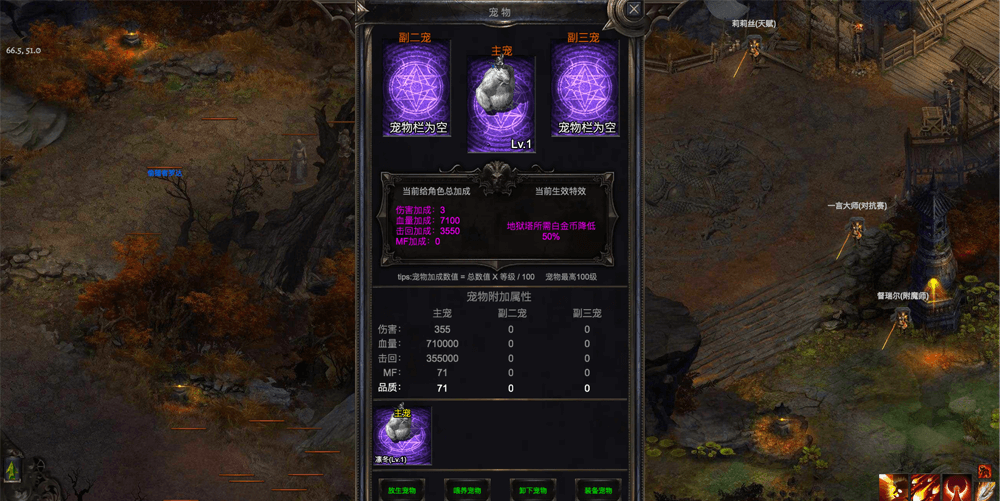 宠物
66.5, 51.0
莉莉丝(天赋)
副二宠
主宠
副三宠
宠物栏为空
Lv.1
宠物栏为空
当前给角色总加成
当前生效特效
伤害加成：3
血量加成：7100
击回加成：3550
MF加成：0
地狱塔所需白金币降低
50%
一言大师(对抗赛)
tips:宠物加成数值 = 总数值 X 等级 / 100 宠物最高100级
宠物附加属性
主宠 副二宠 副三宠
伤害： 355 0 0
血量： 710000 0 0
击回： 355000 0 0
MF： 71 0 0
品质： 71 0 0
督瑞尔(附魔师)
主宠
凛冬(Lv.1)
放生宠物 喂养宠物 卸下宠物 装备宠物